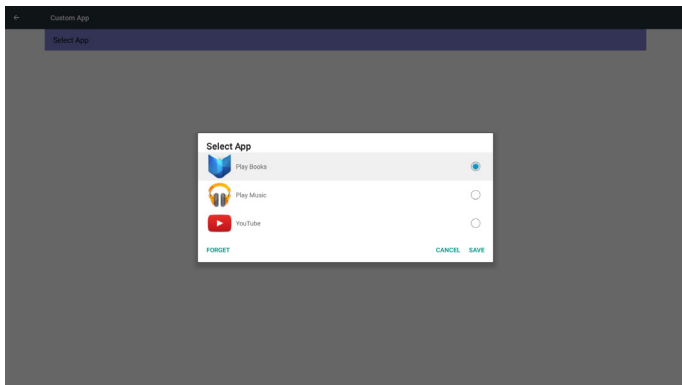 Custom App
Select App
Select App
Play Books
Play Music
YouTube
FORGET CANCEL SAVE